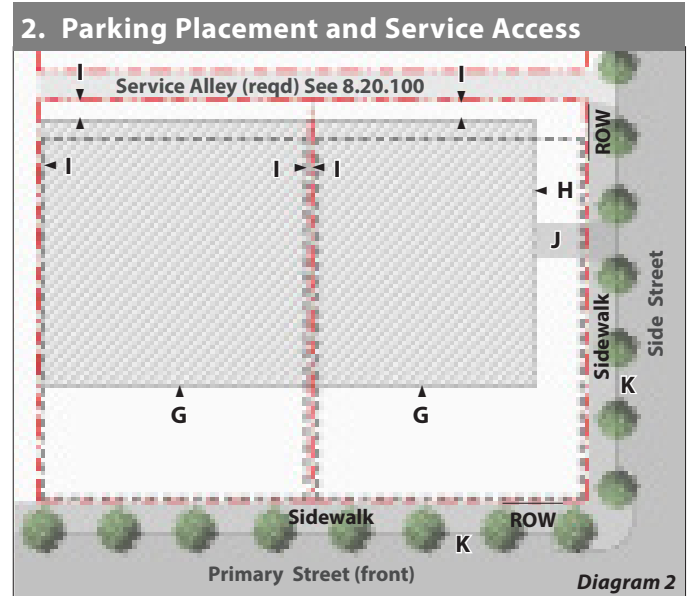 2. Parking Placement and Service Access
I I
Service Alley (reqd) See 8.20.100
ROW
I I I H
J
Sidewalk
Side Street
K
G G
Sidewalk ROW
K
Primary Street (front)
Diagram 2